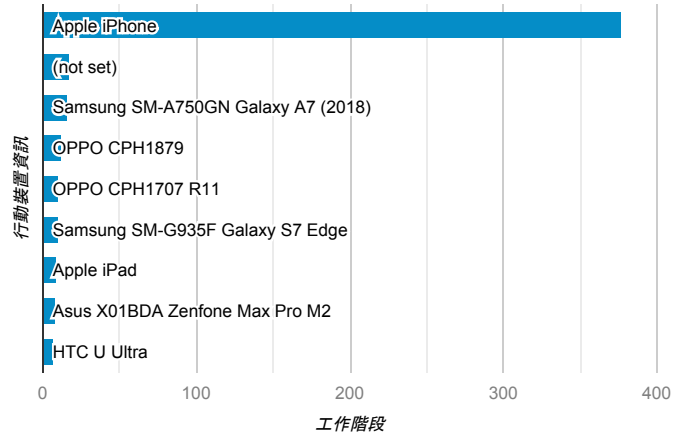 Apple iPhone
(not set)
Samsung SM-A750GN Galaxy A7 (2018)
OPPO CPH1879
OPPO CPH1707 R11
Samsung SM-G935F Galaxy S7 Edge
Apple iPad
Asus X01BDA Zenfone Max Pro M2
HTC U Ultra
行動裝置資訊
0 100 200 300 400
工作階段